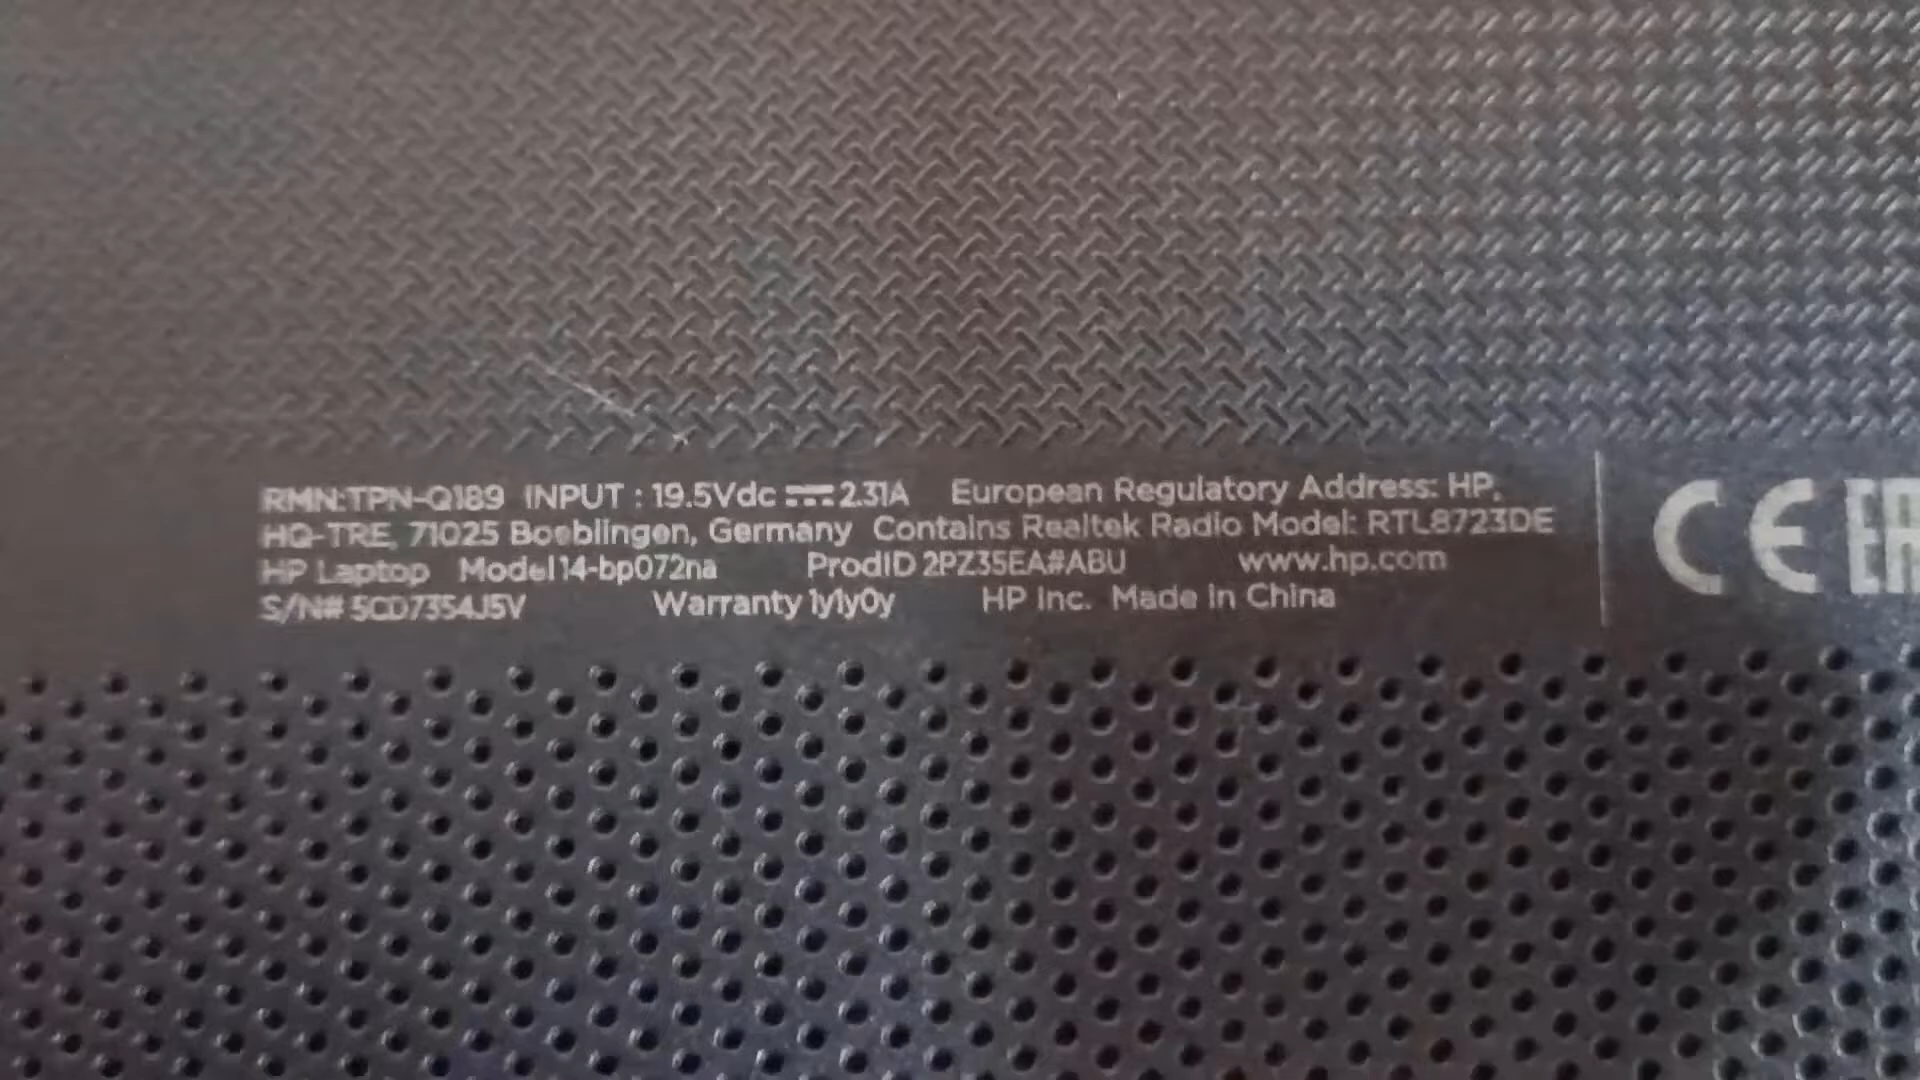 RMN:TPN-Q189 INPUT : 19.5Vdc ⎓ 2.31A European Regulatory Address: HP,
HQ-TRE, 71025 Boeblingen, Germany Contains Realtek Radio Model: RTL8723DE
HP Laptop Model 14-bp072na ProdID 2PZ35EA#ABU www.hp.com
S/N# 5CD7354J5V Warranty 1y1y0y HP Inc. Made in China
CE